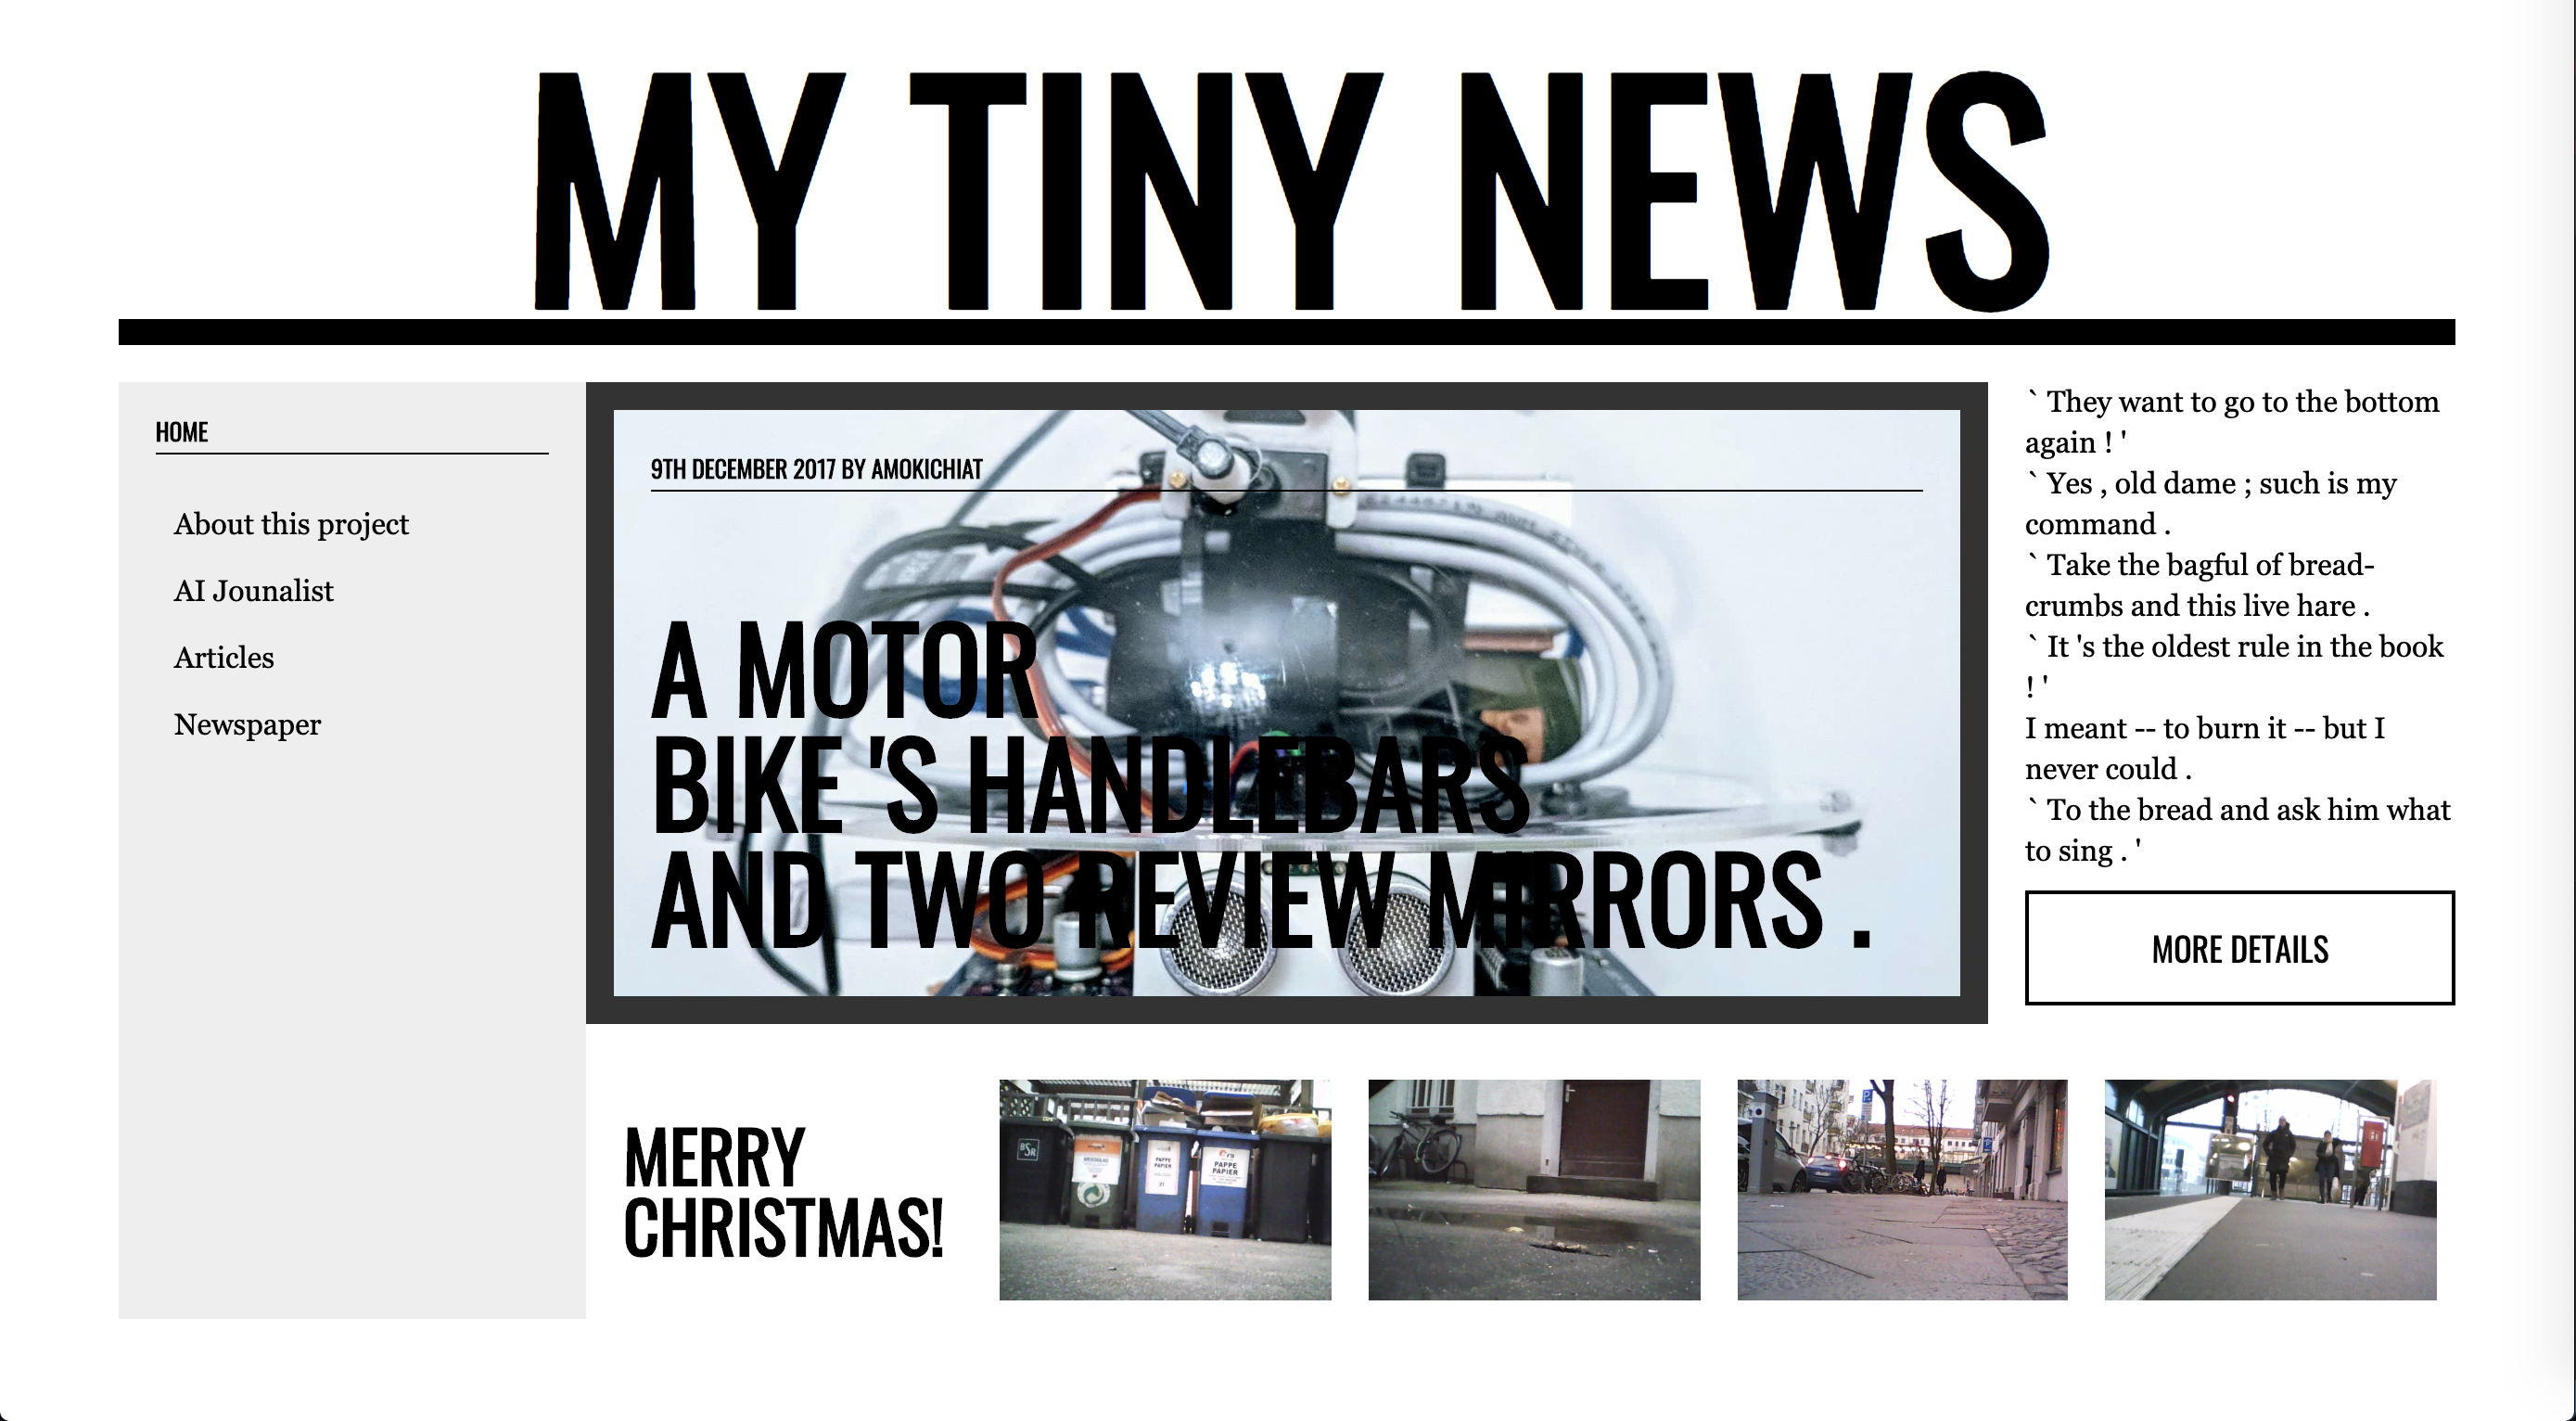 MY TINY NEWS
HOME
About this project
AI Jounalist
Articles
Newspaper
9TH DECEMBER 2017 BY AMOKICHIAT
A MOTOR
BIKE 'S HANDLEBARS
AND TWO REVIEW MIRRORS .
` They want to go to the bottom
again ! '
` Yes , old dame ; such is my
command .
` Take the bagful of bread-
crumbs and this live hare .
` It 's the oldest rule in the book
! '
I meant -- to burn it -- but I
never could .
` To the bread and ask him what
to sing . '
MORE DETAILS
MERRY
CHRISTMAS!
BSR
PAPPE
PAPIER
PAPPE
PAPIER